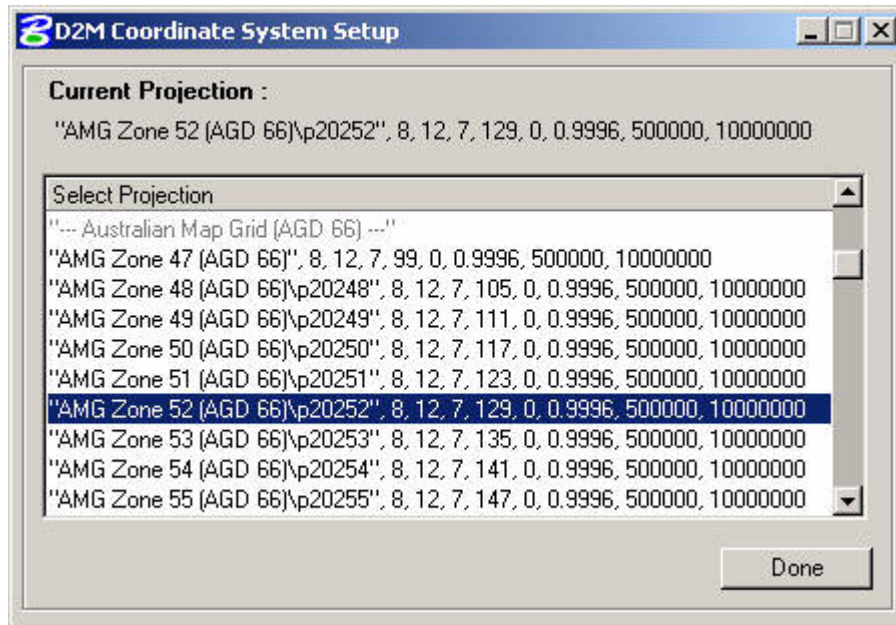 D2M Coordinate System Setup
Current Projection :
"AMG Zone 52 (AGD 66)\p20252", 8, 12, 7, 129, 0, 0.9996, 500000, 10000000
Select Projection
"--- Australian Map Grid (AGD 66) ---"
"AMG Zone 47 (AGD 66)", 8, 12, 7, 99, 0, 0.9996, 500000, 10000000
"AMG Zone 48 (AGD 66)\p20248", 8, 12, 7, 105, 0, 0.9996, 500000, 10000000
"AMG Zone 49 (AGD 66)\p20249", 8, 12, 7, 111, 0, 0.9996, 500000, 10000000
"AMG Zone 50 (AGD 66)\p20250", 8, 12, 7, 117, 0, 0.9996, 500000, 10000000
"AMG Zone 51 (AGD 66)\p20251", 8, 12, 7, 123, 0, 0.9996, 500000, 10000000
"AMG Zone 52 (AGD 66)\p20252", 8, 12, 7, 129, 0, 0.9996, 500000, 10000000
"AMG Zone 53 (AGD 66)\p20253", 8, 12, 7, 135, 0, 0.9996, 500000, 10000000
"AMG Zone 54 (AGD 66)\p20254", 8, 12, 7, 141, 0, 0.9996, 500000, 10000000
"AMG Zone 55 (AGD 66)\p20255", 8, 12, 7, 147, 0, 0.9996, 500000, 10000000
Done